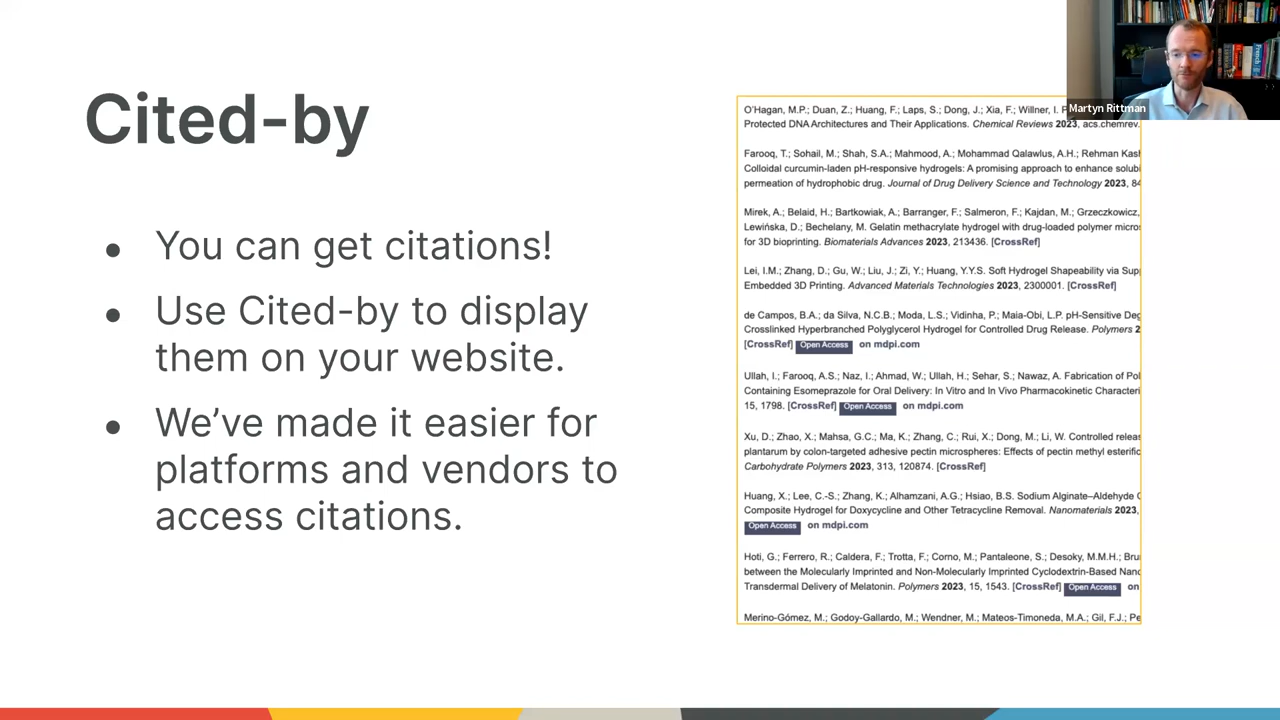 Cited-by
• You can get citations!
• Use Cited-by to display
them on your website.
• We’ve made it easier for
platforms and vendors to
access citations.
Martyn Rittman
O'Hagan, M.P.; Duan, Z.; Huang, F.; Laps, S.; Dong, J.; Xia, F.; Willner, I.
Protected DNA Architectures and Their Applications. Chemical Reviews 2023, acs.chemrev.
Farooq, T.; Sohail, M.; Shah, S.A.; Mahmood, A.; Mohammad Qalawlus, A.H.; Rehman
Colloidal curcumin-laden pH-responsive hydrogels: A promising approach to enhance
permeation of hydrophobic drug. Journal of Drug Delivery Science and Technology 2023, 84
Mirek, A.; Belaid, H.; Bartkowiak, A.; Barranger, F.; Salmeron, F.; Kajdan, M.; Grzeczkowicz,
Lewińska, D.; Bechelany, M. Gelatin methacrylate hydrogel with drug-loaded polymer
for 3D bioprinting. Biomaterials Advances 2023, 213436. [CrossRef]
Lei, I.M.; Zhang, D.; Gu, W.; Liu, J.; Zi, Y.; Huang, Y.Y.S. Soft Hydrogel Shapeability via
Embedded 3D Printing. Advanced Materials Technologies 2023, 2300001. [CrossRef]
de Campos, B.A.; da Silva, N.C.B.; Moda, L.S.; Vidinha, P.; Maia-Obi, L.P. pH-Sensitive
Crosslinked Hyperbranched Polyglycerol Hydrogel for Controlled Drug Release. Polymers 2
[CrossRef] Open Access on mdpi.com
Ullah, I.; Farooq, A.S.; Naz, I.; Ahmad, W.; Ullah, H.; Sehar, S.; Nawaz, A. Fabrication of
Containing Esomeprazole for Oral Delivery: In Vitro and In Vivo Pharmacokinetic
15, 1798. [CrossRef] Open Access on mdpi.com
Xu, D.; Zhao, X.; Mahsa, G.C.; Ma, K.; Zhang, C.; Rui, X.; Dong, M.; Li, W. Controlled
plantarum by colon-targeted adhesive pectin microspheres: Effects of pectin methyl
Carbohydrate Polymers 2023, 313, 120874. [CrossRef]
Huang, X.; Lee, C.-S.; Zhang, K.; Alhamzani, A.G.; Hsiao, B.S. Sodium Alginate–Aldehyde
Composite Hydrogel for Doxycycline and Other Tetracycline Removal. Nanomaterials 2023,
Open Access on mdpi.com
Hoti, G.; Ferrero, R.; Caldera, F.; Trotta, F.; Corno, M.; Pantaleone, S.; Desoky, M.M.H.;
between the Molecularly Imprinted and Non-Molecularly Imprinted Cyclodextrin-Based
Transdermal Delivery of Melatonin. Polymers 2023, 15, 1543. [CrossRef] Open Access on
Merino-Gómez, M.; Godoy-Gallardo, M.; Wendner, M.; Mateos-Timoneda, M.A.; Gil, F.J.;